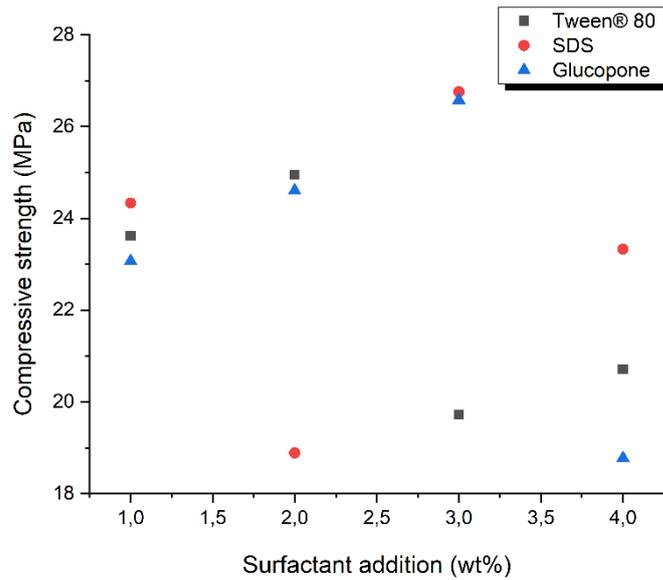 Tween® 80
SDS
Glucopone
28
26
24
22
20
18
Compressive strength (MPa)
1,0
1,5
2,0
2,5
3,0
3,5
4,0
Surfactant addition (wt%)